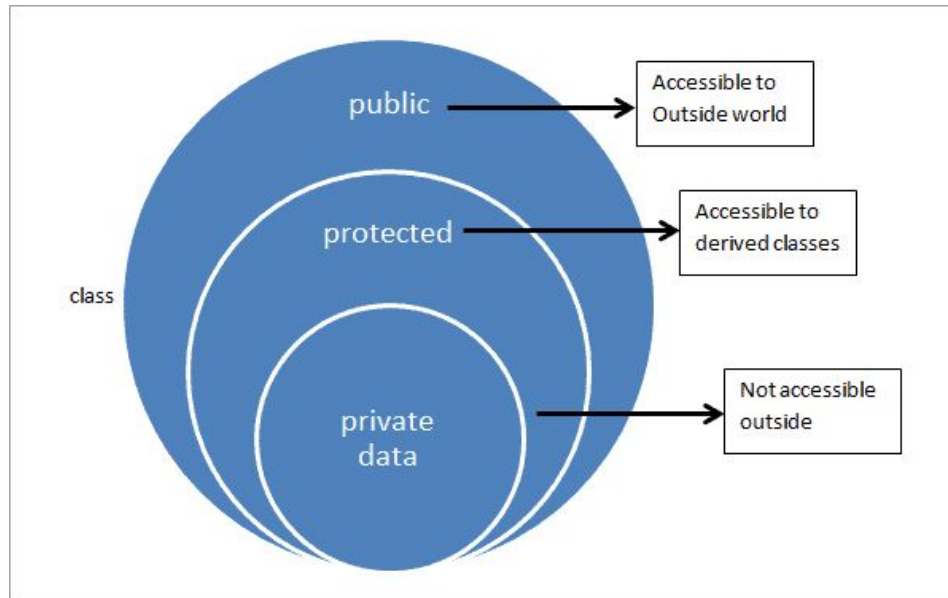 public
Accessible to
Outside world
protected
Accessible to
derived classes
class
private
data
Not accessible
outside